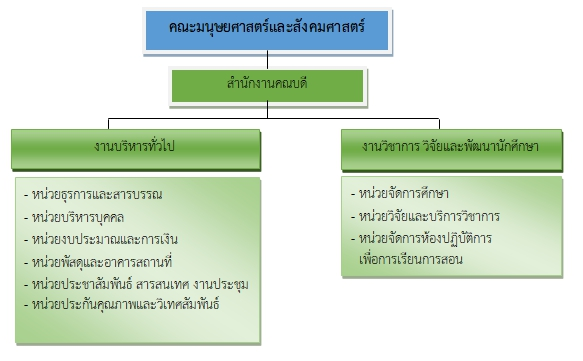 คณะมนุษยศาสตร์และสังคมศาสตร์
สำนักงานคณบดี
งานบริหารทั่วไป
- หน่วยธุรการและสารบรรณ
- หน่วยบริหารบุคคล
- หน่วยงบประมาณและการเงิน
- หน่วยพัสดุและอาคารสถานที่
- หน่วยประชาสัมพันธ์ สารสนเทศ งานประชุม
- หน่วยประกันคุณภาพและวิเทศสัมพันธ์
งานวิชาการ วิจัยและพัฒนานักศึกษา
- หน่วยจัดการศึกษา
- หน่วยวิจัยและบริการวิชาการ
- หน่วยจัดการห้องปฏิบัติการ
เพื่อการเรียนการสอน